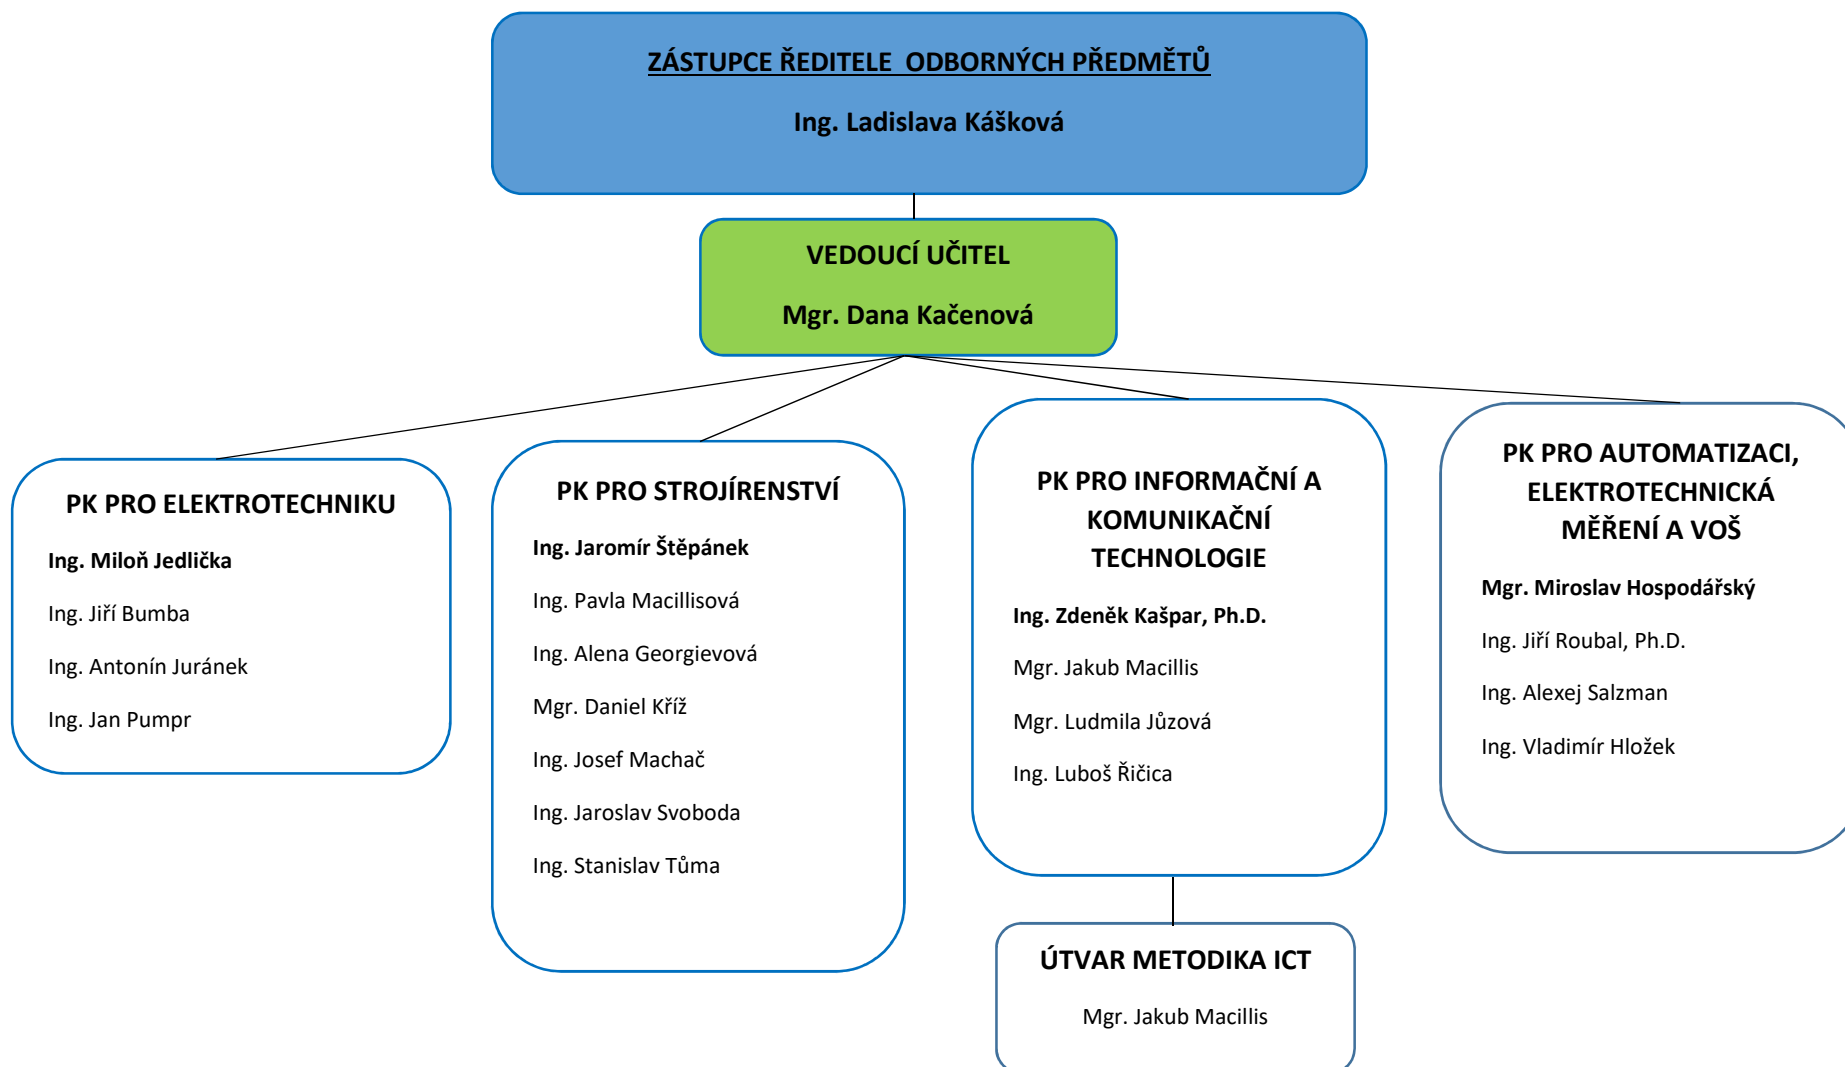 ZÁSTUPCE ŘEDITELE ODBORNÝCH PŘEDMĚTŮ
Ing. Ladislava Kášková
VEDOUCÍ UČITEL
Mgr. Dana Kačenová
PK PRO ELEKTROTECHNIKU
Ing. Miloň Jedlička
Ing. Jiří Bumba
Ing. Antonín Juránek
Ing. Jan Pumpr
PK PRO STROJÍRENSTVÍ
Ing. Jaromír Štěpánek
Ing. Pavla Macillisová
Ing. Alena Georgievová
Mgr. Daniel Kříž
Ing. Josef Machač
Ing. Jaroslav Svoboda
Ing. Stanislav Tůma
PK PRO INFORMAČNÍ A
KOMUNIKAČNÍ
TECHNOLOGIE
Ing. Zdeněk Kašpar, Ph.D.
Mgr. Jakub Macillis
Mgr. Ludmila Jůzová
Ing. Luboš Řičica
PK PRO AUTOMATIZACI,
ELEKTROTECHNICKÁ
MĚŘENÍ A VOŠ
Mgr. Miroslav Hospodářský
Ing. Jiří Roubal, Ph.D.
Ing. Alexej Salzman
Ing. Vladimír Hložek
ÚTVAR METODIKA ICT
Mgr. Jakub Macillis